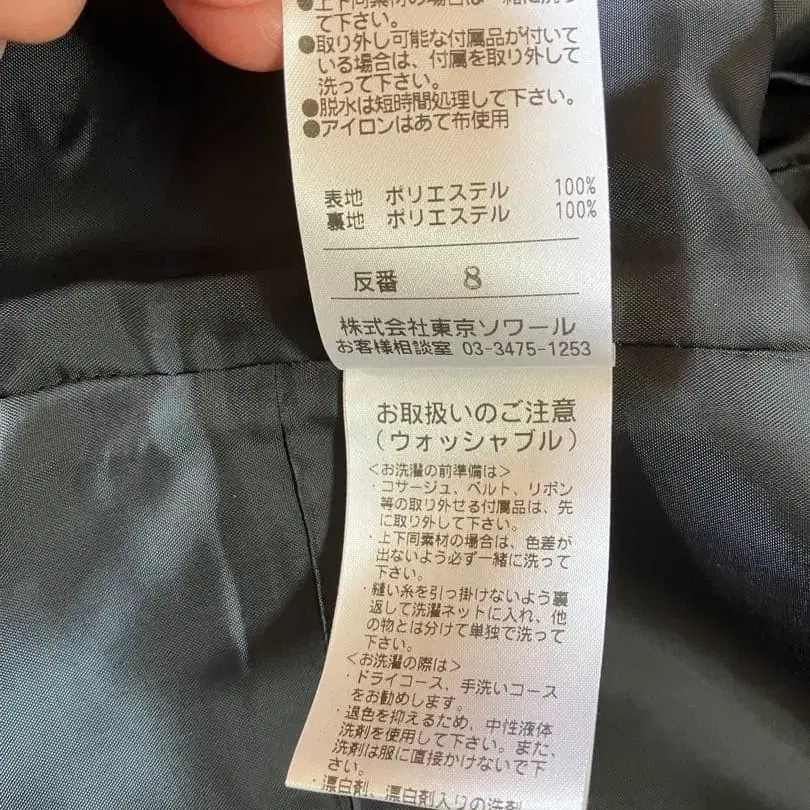 ●上下同素材の場合は一緒に洗っ
て下さい。
●取り外し可能な付属品が付いて
いる場合は、付属を取り外して
洗って下さい。
●脱水は短時間処理して下さい。
●アイロンはあて布使用
表地 ポリエステル 100%
裏地 ポリエステル 100%
反番 8
株式会社東京ソワール
お客様相談室 03-3475-1253
お取扱いのご注意
(ウォッシャブル)
<お洗濯の前準備は>
・コサージュ、ベルト、リボン
等の取り外せる付属品は、先
に取り外して下さい。
・上下同素材の場合は、色差が
出ないよう必ず一緒に洗って
下さい。
・縫い糸を引っ掛けないよう裏
返して洗濯ネットに入れ、他
の物とは分けて単独で洗って
下さい。
<お洗濯の際は>
・ドライコース、手洗いコース
をお勧めします。
・退色を抑えるため、中性液体
洗剤を使用して下さい。また、
洗剤は服に直接かけないで下
さい。
・漂白剤、漂白剤入りの洗剤